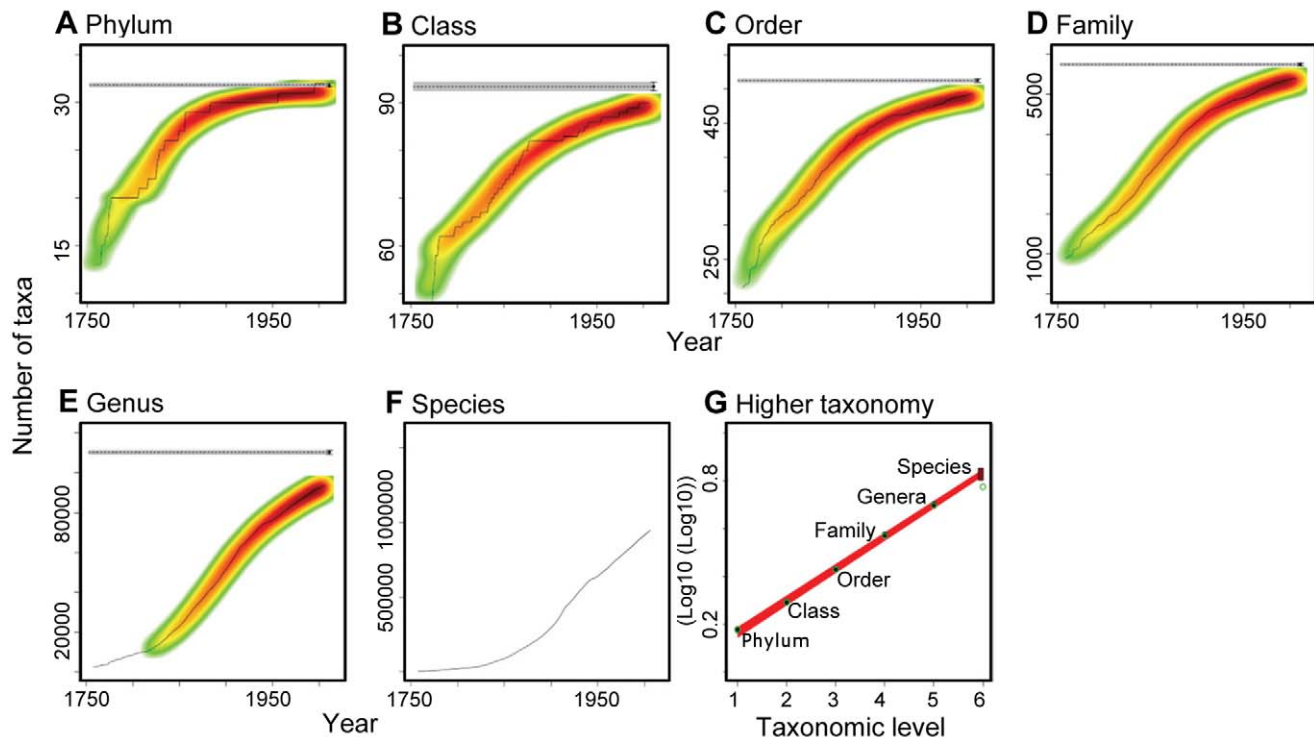 A Phylum
B Class
C Order
D Family
Number of taxa
30
15
1750
1950
90
60
1750
1950
450
250
1750
1950
5000
1000
1750
1950
Year
E Genus
F Species
G Higher taxonomy
80000
20000
1750
1950
1000000
500000
1750
1950
Year
(Log10 (Log10))
0.8
0.2
Species
Genera
Family
Order
Class
Phylum
1 2 3 4 5 6
Taxonomic level